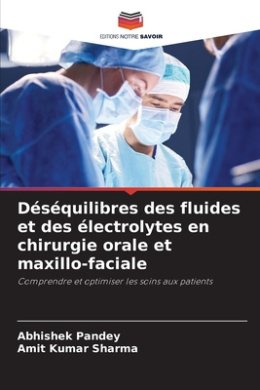 EDITIONS NOTRE SAVOIR
Déséquilibres des fluides
et des électrolytes en
chirurgie orale et
maxillo-faciale
Comprendre et optimiser les soins aux patients
Abhishek Pandey
Amit Kumar Sharma